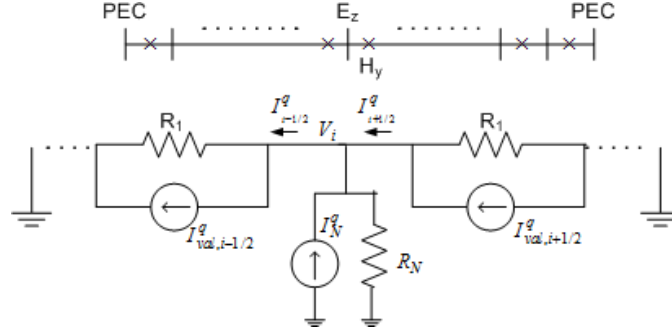 PEC E_z PEC
H_y
I^q_{i-1/2} I^q_{i+1/2}
R_1 V_i R_1
I^q_{val,i-1/2} I^q_N R_N I^q_{val,i+1/2}